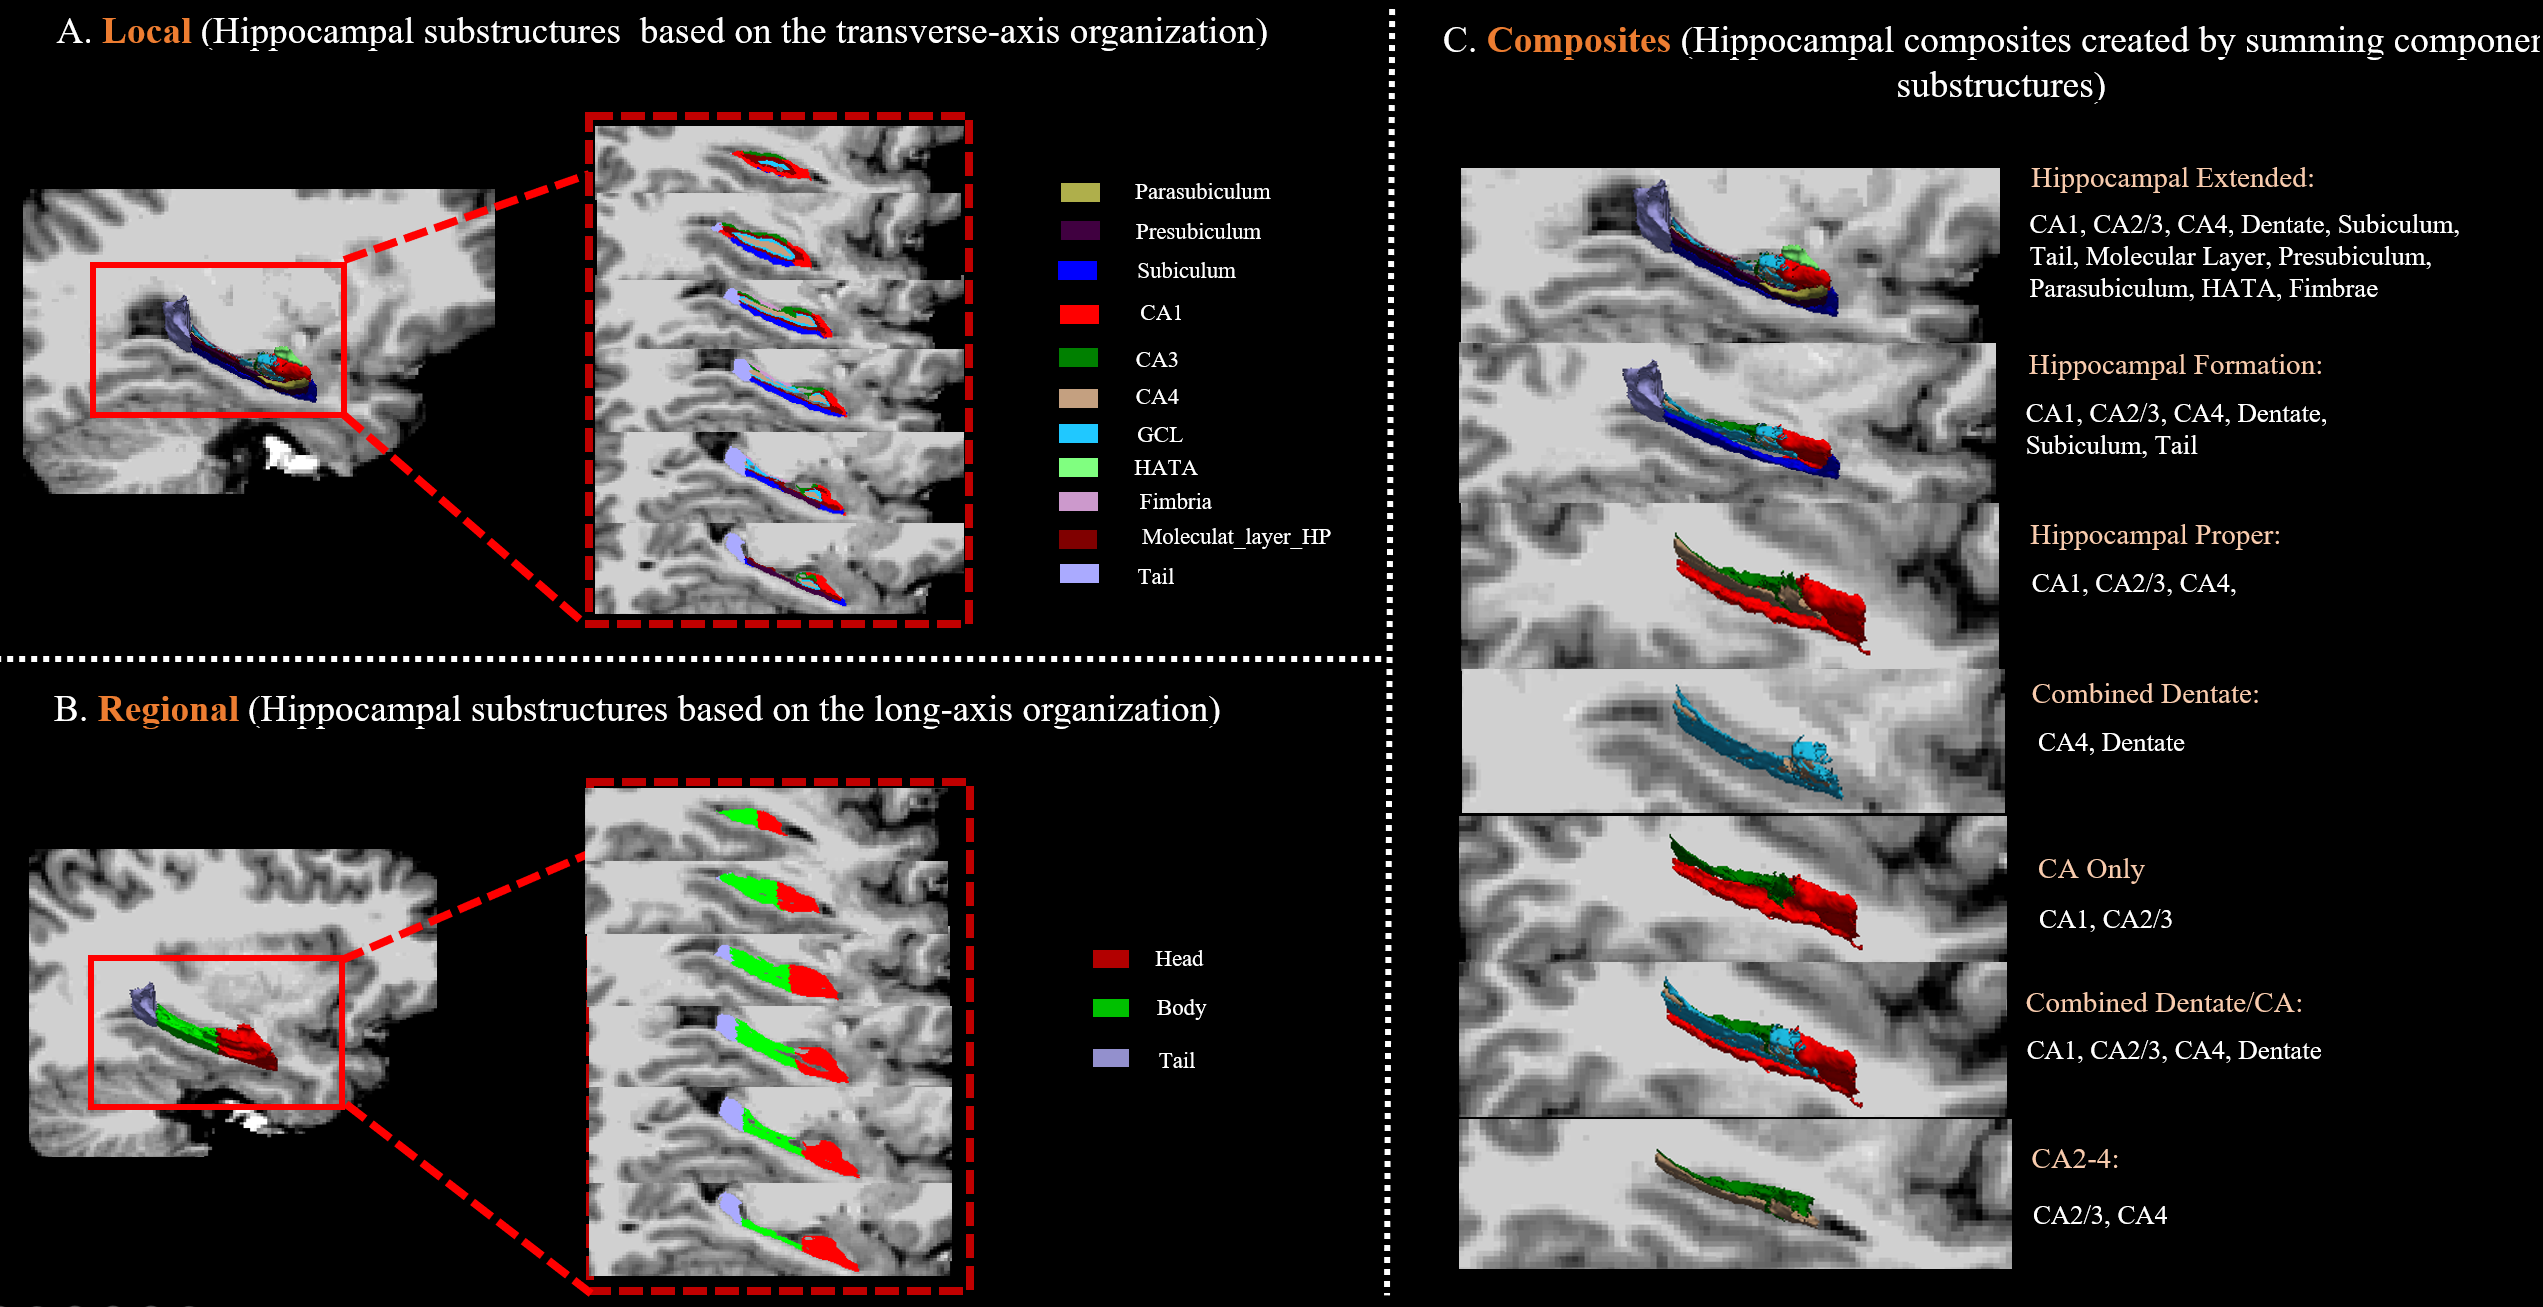 A. Local (Hippocampal substructures based on the transverse-axis organization)
Parasubiculum
Presubiculum
Subiculum
CA1
CA3
CA4
GCL
HATA
Fimbria
Moleculat_layer_HP
Tail
B. Regional (Hippocampal substructures based on the long-axis organization)
Head
Body
Tail
C. Composites (Hippocampal composites created by summing componen
substructures)
Hippocampal Extended:
CA1, CA2/3, CA4, Dentate, Subiculum,
Tail, Molecular Layer, Presubiculum,
Parasubiculum, HATA, Fimbrae
Hippocampal Formation:
CA1, CA2/3, CA4, Dentate,
Subiculum, Tail
Hippocampal Proper:
CA1, CA2/3, CA4,
Combined Dentate:
CA4, Dentate
CA Only
CA1, CA2/3
Combined Dentate/CA:
CA1, CA2/3, CA4, Dentate
CA2-4:
CA2/3, CA4